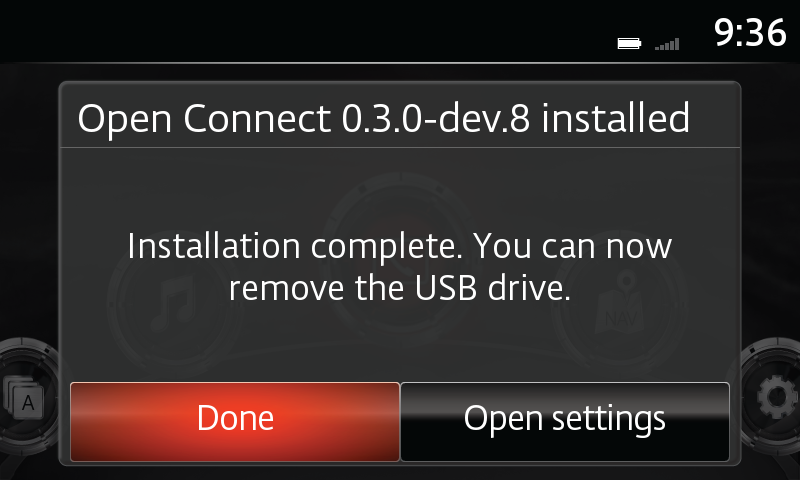 9:36
Open Connect 0.3.0-dev.8 installed
Installation complete. You can now
remove the USB drive.
NAV
A
Done
Open settings